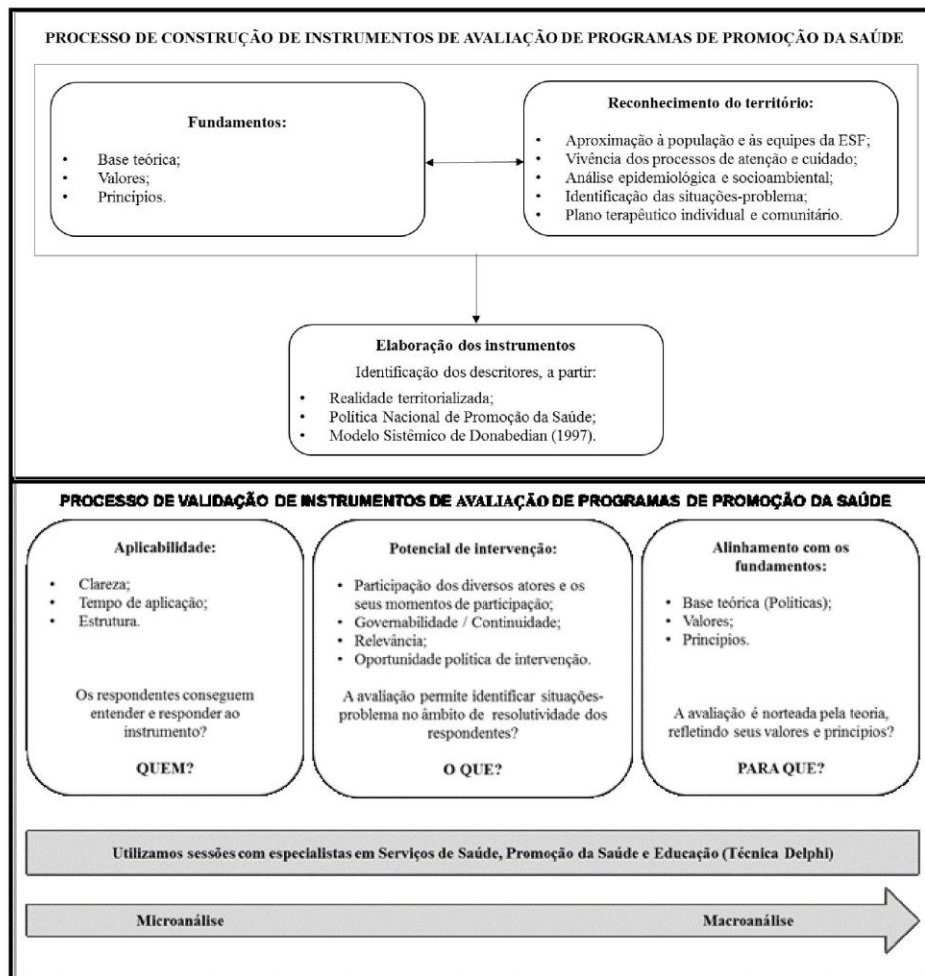 PROCESSO DE CONSTRUÇÃO DE INSTRUMENTOS DE AVALIAÇÃO DE PROGRAMAS DE PROMOÇÃO DA SAÚDE
Fundamentos:
• Base teórica;
• Valores;
• Princípios.
Reconhecimento do território:
• Aproximação à população e às equipes da ESF;
• Vivência dos processos de atenção e cuidado;
• Análise epidemiológica e socioambiental;
• Identificação das situações-problema;
• Plano terapêutico individual e comunitário.
Elaboração dos instrumentos
Identificação dos descritores, a partir:
• Realidade territorializada;
• Política Nacional de Promoção da Saúde;
• Modelo Sistêmico de Donabedian (1997).
PROCESSO DE VALIDAÇÃO DE INSTRUMENTOS DE AVALIAÇÃO DE PROGRAMAS DE PROMOÇÃO DA SAÚDE
Aplicabilidade:
• Clareza;
• Tempo de aplicação;
• Estrutura.
Os respondentes conseguem
entender e responder ao
instrumento?
QUEM?
Potencial de intervenção:
• Participação dos diversos atores e os
seus momentos de participação;
• Governabilidade / Continuidade;
• Relevância;
• Oportunidade política de intervenção.
A avaliação permite identificar situações-
problema no âmbito de resolutividade dos
respondentes?
O QUE?
Alinhamento com os
fundamentos:
• Base teórica (Políticas);
• Valores;
• Princípios.
A avaliação é norteada pela teoria,
refletindo seus valores e princípios?
PARA QUE?
Utilizamos sessões com especialistas em Serviços de Saúde, Promoção da Saúde e Educação (Técnica Delphi)
Microanálise
Macroanálise